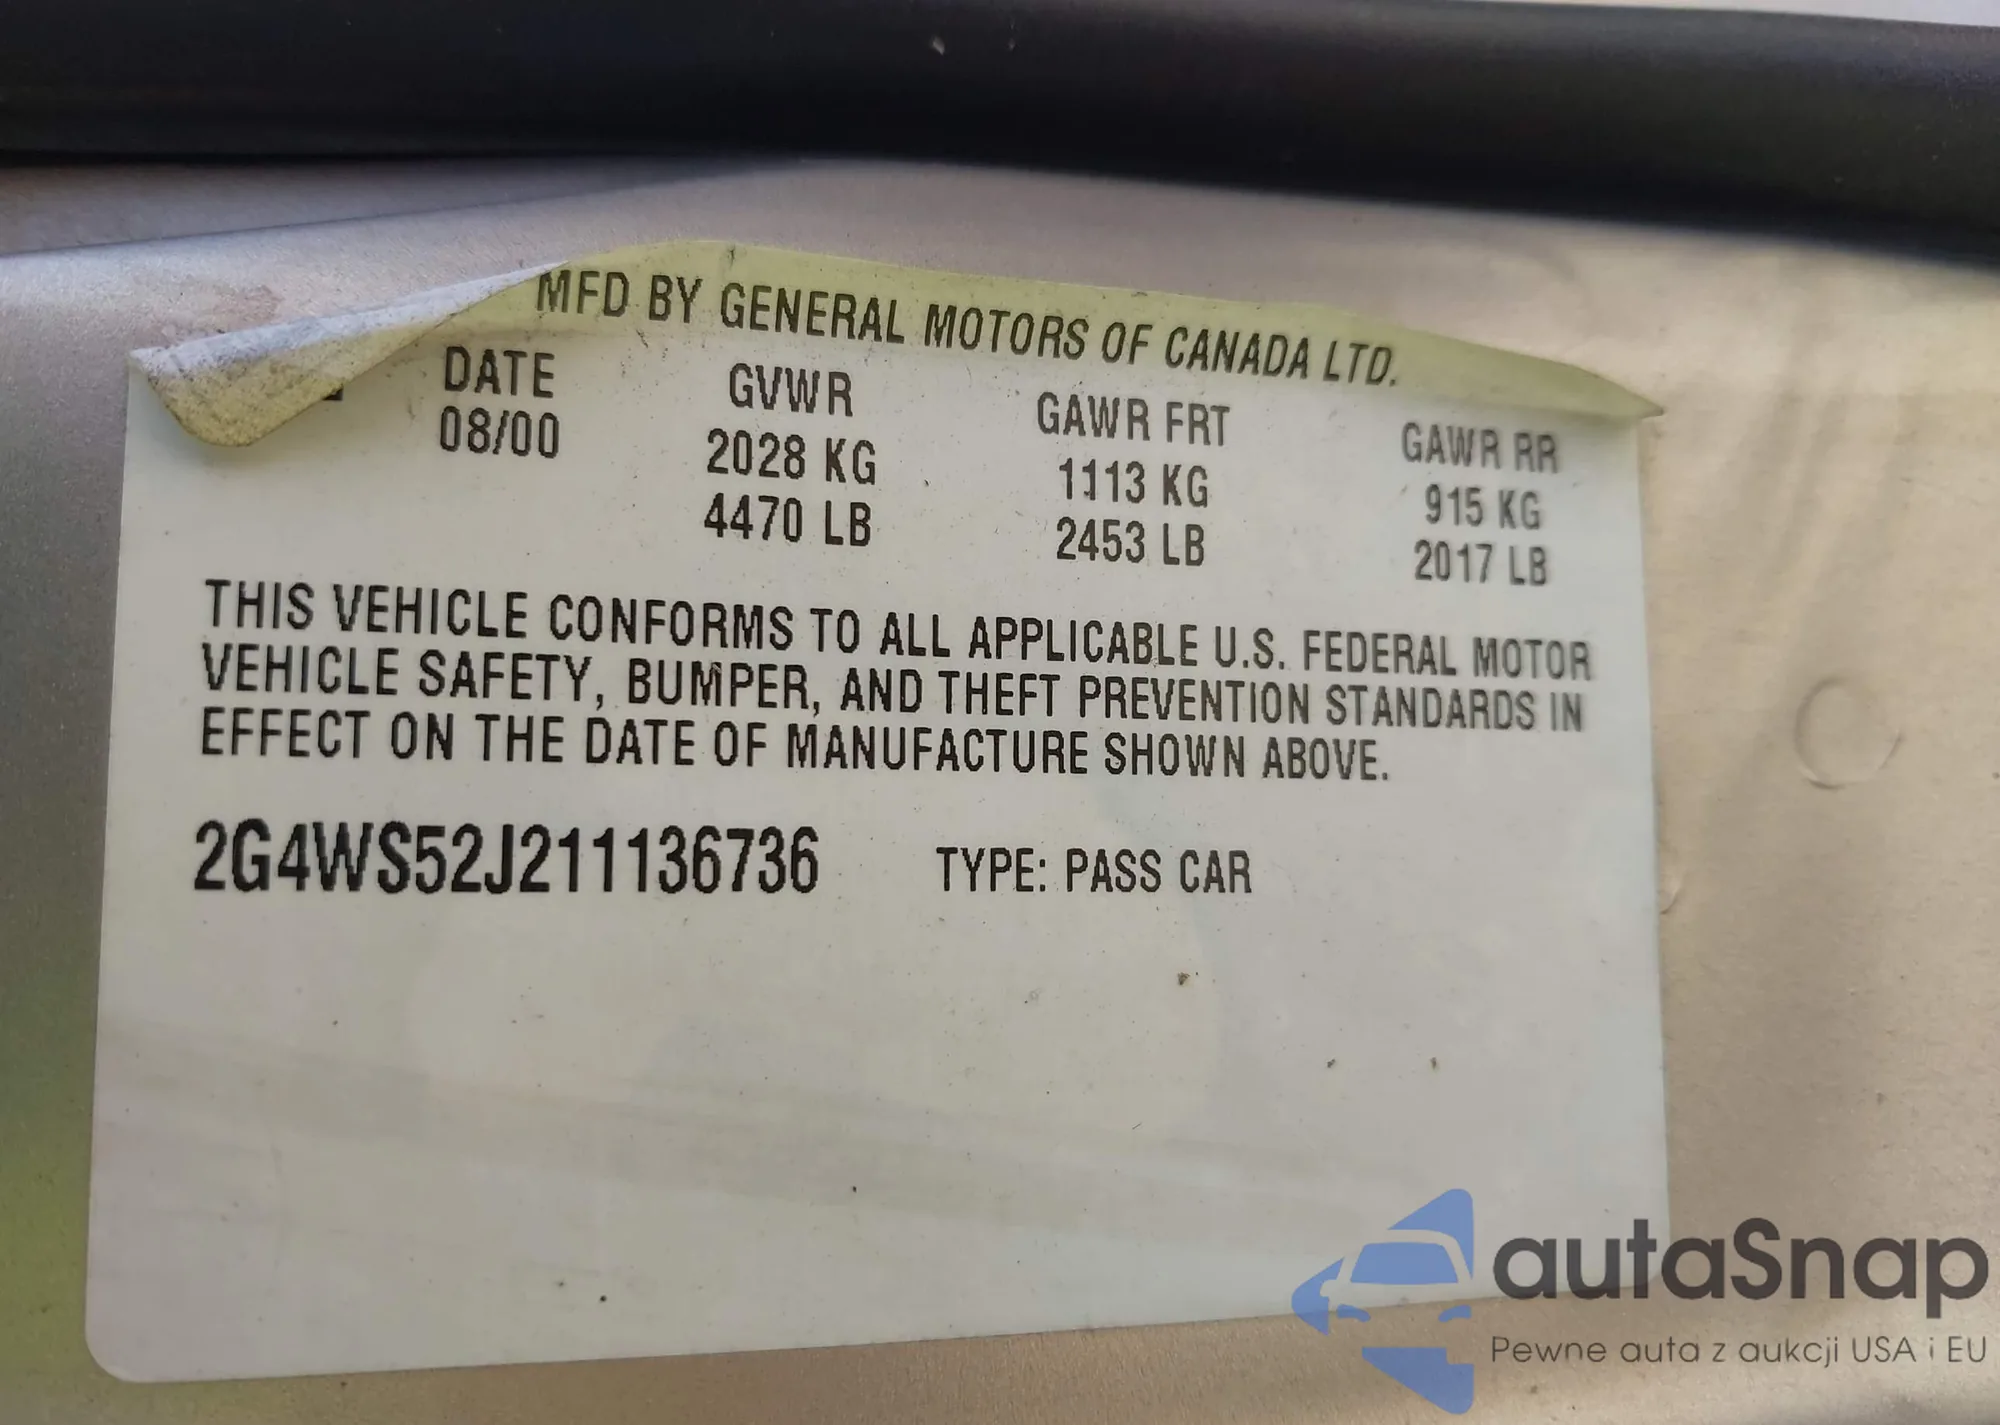 MFD BY GENERAL MOTORS OF CANADA LTD.
DATE GVWR GAWR FRT GAWR RR
08/00 2028 KG 1113 KG 915 KG
4470 LB 2453 LB 2017 LB
THIS VEHICLE CONFORMS TO ALL APPLICABLE U.S. FEDERAL MOTOR
VEHICLE SAFETY, BUMPER, AND THEFT PREVENTION STANDARDS IN
EFFECT ON THE DATE OF MANUFACTURE SHOWN ABOVE.
2G4WS52J211136736 TYPE: PASS CAR
autaSnap
Pewne auta z aukcji USA i EU